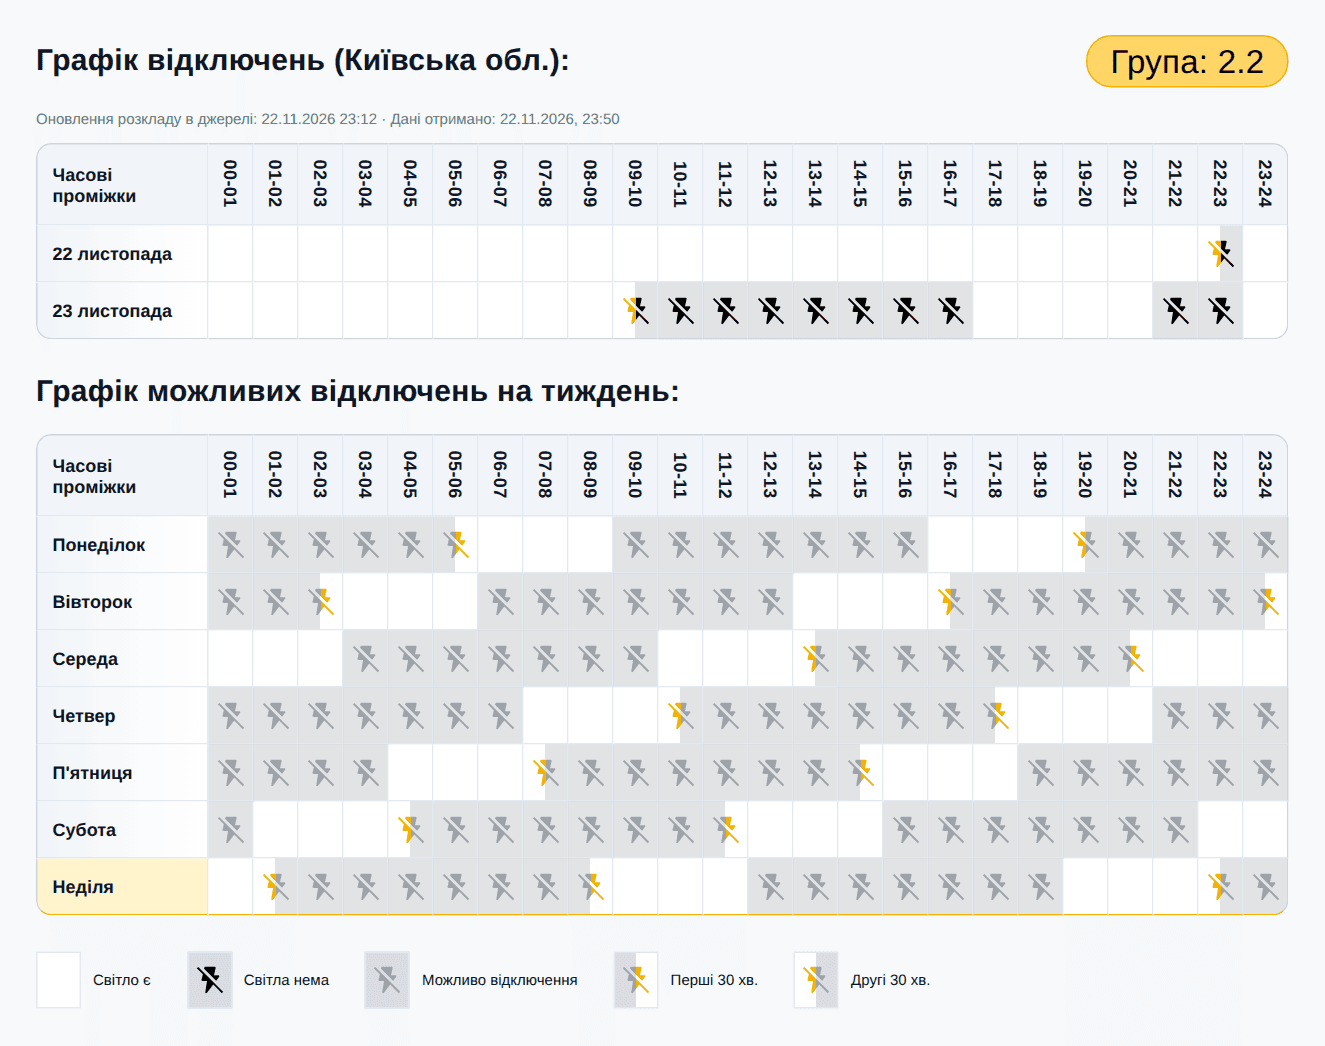 Графік відключень (Київська обл.):
Група: 2.2
Оновлення розкладу в джерелі: 22.11.2026 23:12 · Дані отримано: 22.11.2026, 23:50
Часові проміжки 00-01 01-02 02-03 03-04 04-05 05-06 06-07 07-08 08-09 09-10 10-11 11-12 12-13 13-14 14-15 15-16 16-17 17-18 18-19 19-20 20-21 21-22 22-23 23-24
22 листопада
23 листопада
Графік можливих відключень на тиждень:
Часові проміжки 00-01 01-02 02-03 03-04 04-05 05-06 06-07 07-08 08-09 09-10 10-11 11-12 12-13 13-14 14-15 15-16 16-17 17-18 18-19 19-20 20-21 21-22 22-23 23-24
Понеділок
Вівторок
Середа
Четвер
П'ятниця
Субота
Неділя
Світло є Світла нема Можливо відключення Перші 30 хв. Другі 30 хв.